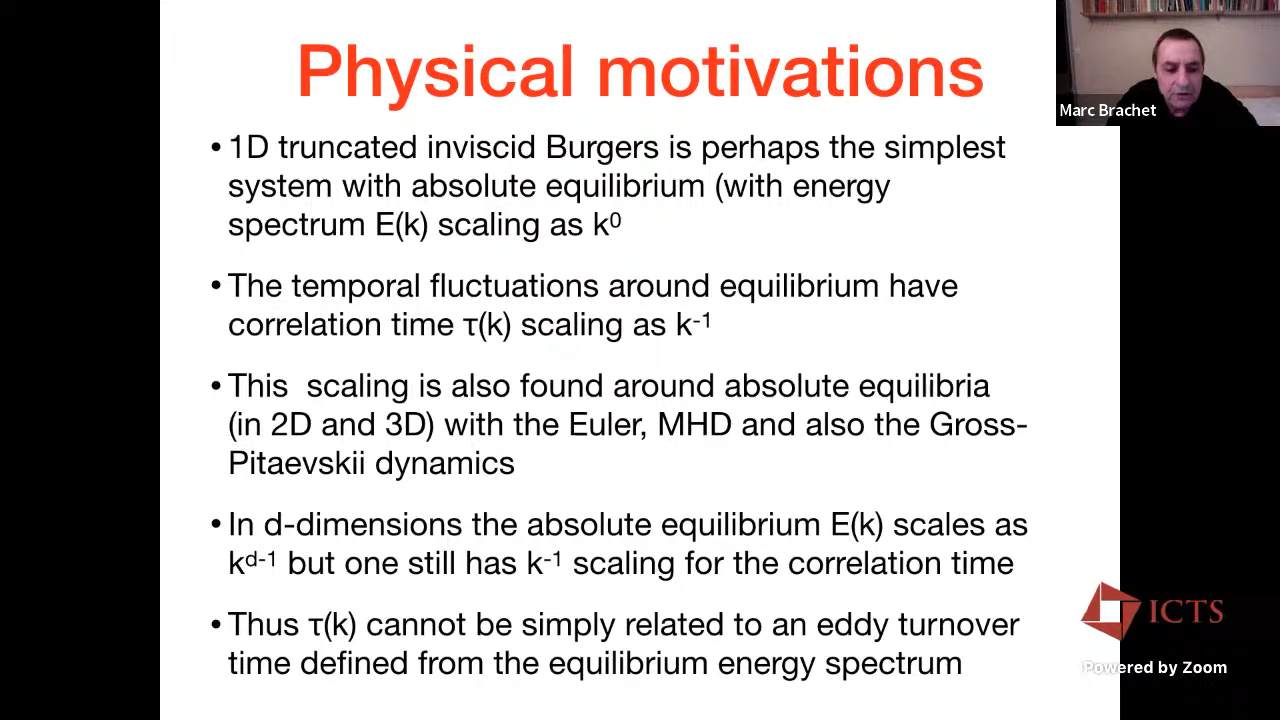 Physical motivations
Marc Brachet
• 1D truncated inviscid Burgers is perhaps the simplest
system with absolute equilibrium (with energy
spectrum E(k) scaling as k⁰
• The temporal fluctuations around equilibrium have
correlation time τ(k) scaling as k⁻¹
• This  scaling is also found around absolute equilibria
(in 2D and 3D) with the Euler, MHD and also the Gross-
Pitaevskii dynamics
• In d-dimensions the absolute equilibrium E(k) scales as
kᵈ⁻¹ but one still has k⁻¹ scaling for the correlation time
• Thus τ(k) cannot be simply related to an eddy turnover
time defined from the equilibrium energy spectrum
ICTS
Powered by Zoom